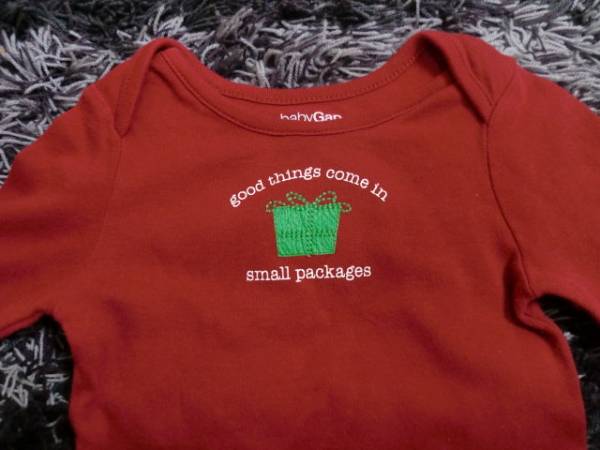 babyGap
good things come in
small packages